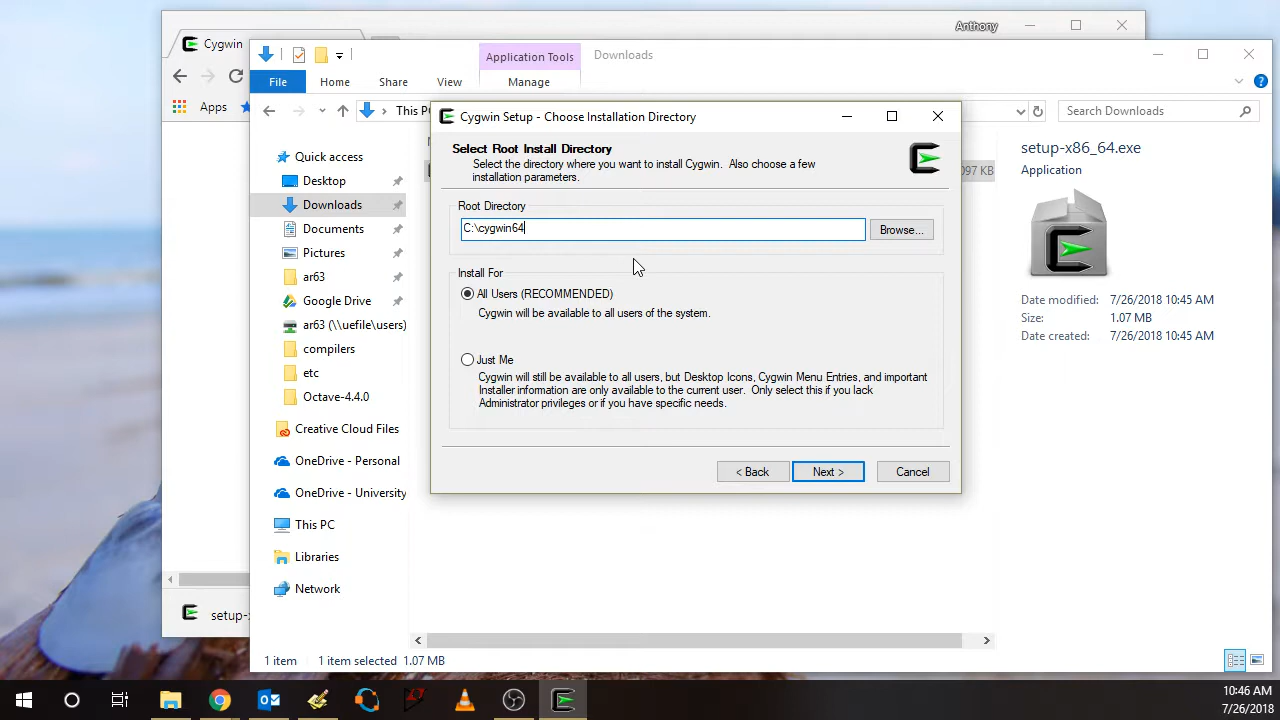 Anthony
Cygwin
Application Tools
Downloads
File
Home
Share
View
Manage
Apps
This P
Search Downloads
Cygwin Setup - Choose Installation Directory
Select Root Install Directory
Select the directory where you want to install Cygwin. Also choose a few
installation parameters.
Root Directory
C:\cygwin64
Browse...
Install For
All Users (RECOMMENDED)
Cygwin will be available to all users of the system.
Just Me
Cygwin will still be available to all users, but Desktop Icons, Cygwin Menu Entries, and important
Installer information are only available to the current user. Only select this if you lack
Administrator privileges or if you have specific needs.
< Back
Next >
Cancel
Quick access
Desktop
Downloads
Documents
Pictures
ar63
Google Drive
ar63 (\\uefile\users)
compilers
etc
Octave-4.4.0
Creative Cloud Files
OneDrive - Personal
OneDrive - University
This PC
Libraries
Network
097 KB
setup-x86_64.exe
Application
Date modified: 7/26/2018 10:45 AM
Size: 1.07 MB
Date created: 7/26/2018 10:45 AM
setup-
1 item
1 item selected 1.07 MB
10:46 AM
7/26/2018